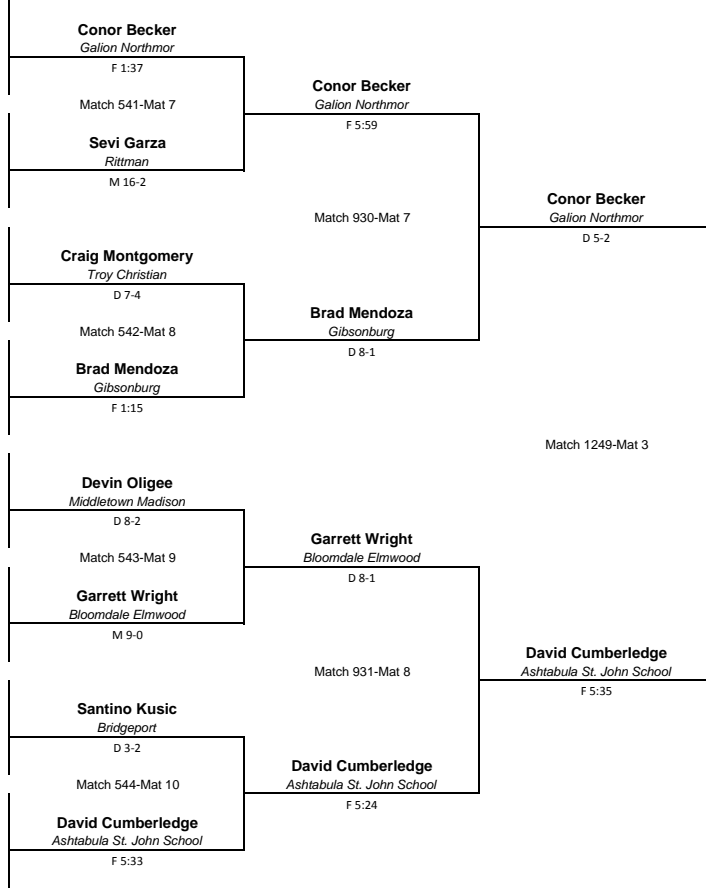 Conor Becker
Galion Northmor
F 1:37
Match 541-Mat 7
Sevi Garza
Rittman
M 16-2
Craig Montgomery
Troy Christian
D 7-4
Match 542-Mat 8
Brad Mendoza
Gibsonburg
F 1:15
Devin Oligee
Middletown Madison
D 8-2
Match 543-Mat 9
Garrett Wright
Bloomdale Elmwood
M 9-0
Santino Kusic
Bridgeport
D 3-2
Match 544-Mat 10
David Cumberledge
Ashtabula St. John School
F 5:33
Conor Becker
Galion Northmor
F 5:59
Match 930-Mat 7
Brad Mendoza
Gibsonburg
D 8-1
Garrett Wright
Bloomdale Elmwood
D 8-1
Match 931-Mat 8
David Cumberledge
Ashtabula St. John School
F 5:24
Conor Becker
Galion Northmor
D 5-2
Match 1249-Mat 3
David Cumberledge
Ashtabula St. John School
F 5:35